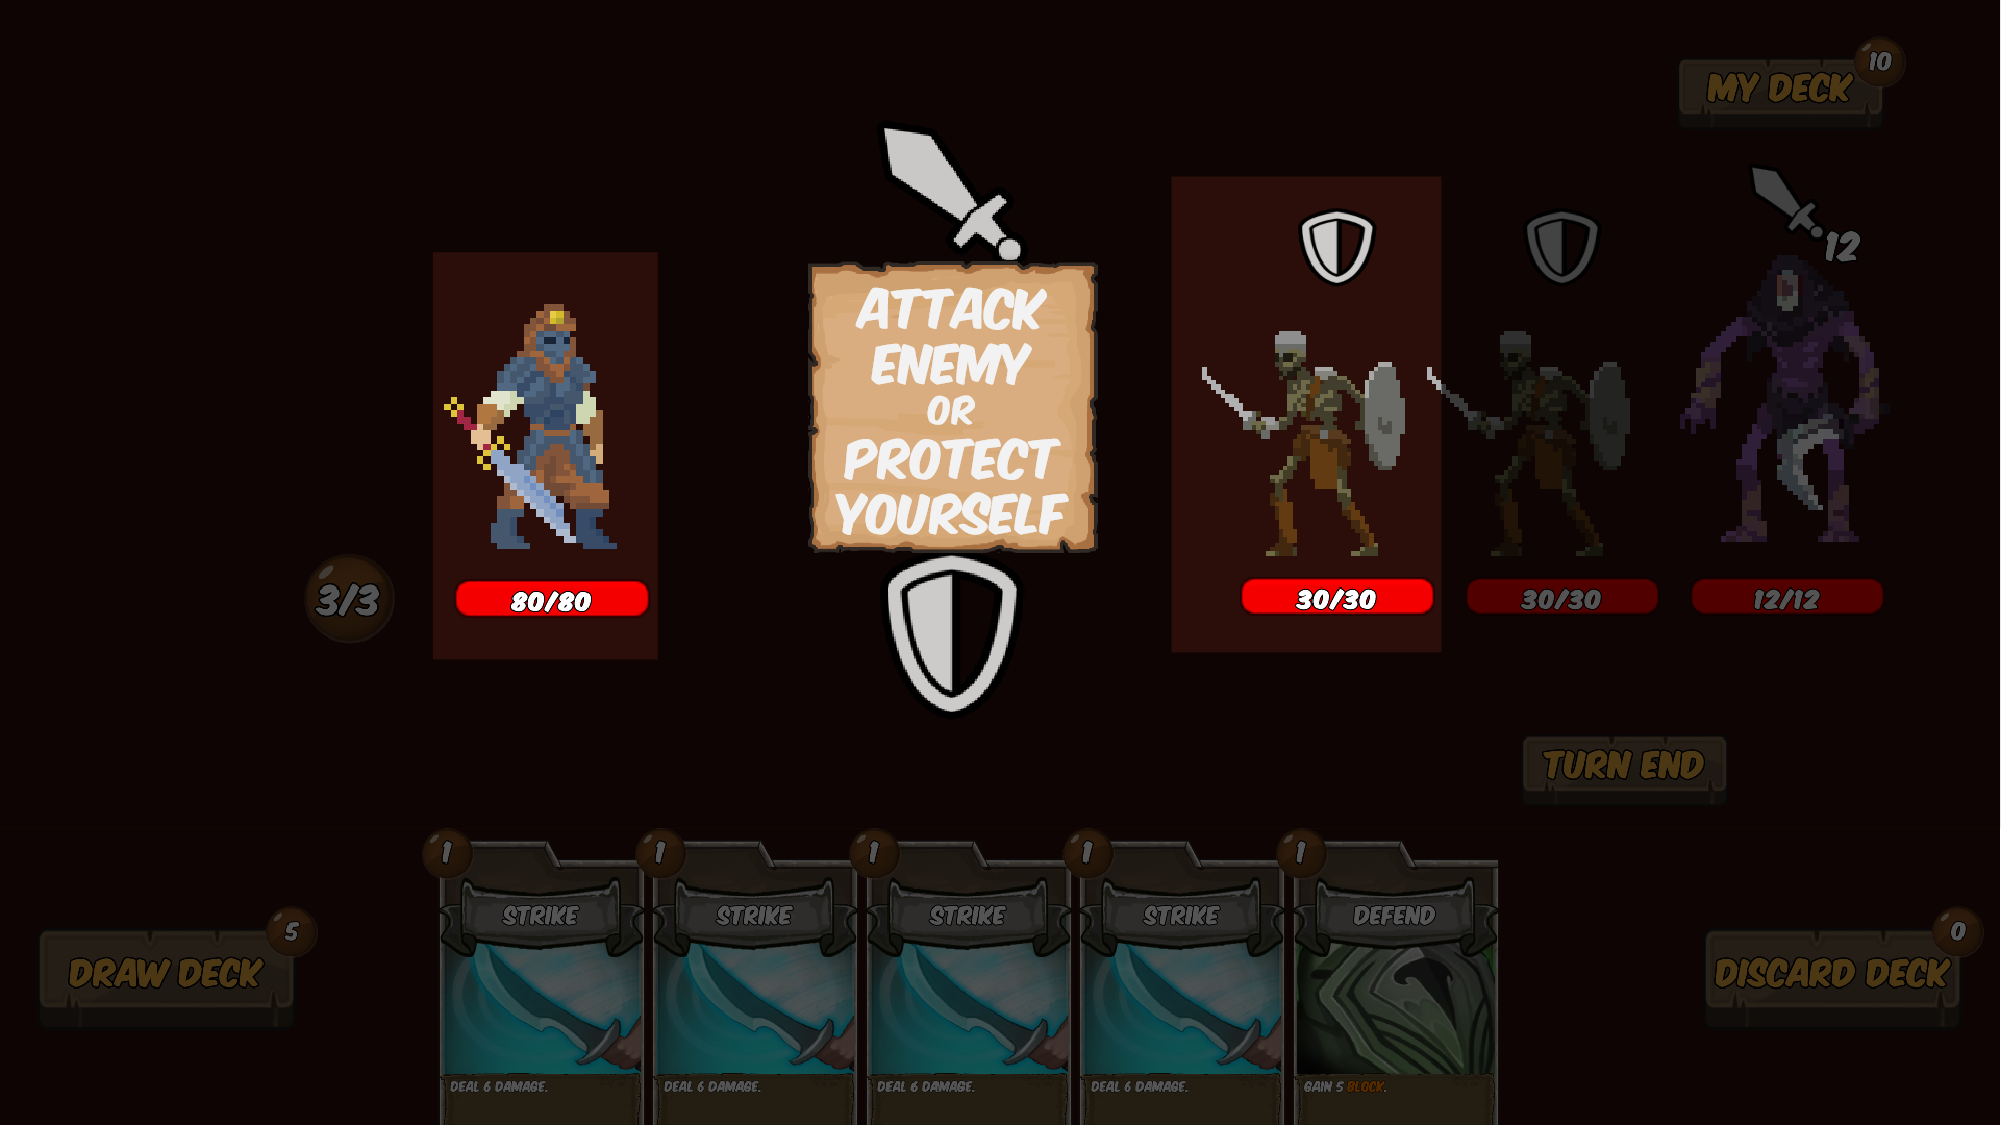 10
MY DECK
12
ATTACK
ENEMY
OR
PROTECT
YOURSELF
3/3
80/80
30/30
30/30
12/12
TURN END
1
1
1
1
1
STRIKE
STRIKE
STRIKE
STRIKE
DEFEND
5
DRAW DECK
0
DISCARD DECK
DEAL 6 DAMAGE.
DEAL 6 DAMAGE.
DEAL 6 DAMAGE.
DEAL 6 DAMAGE.
GAIN 5 BLOCK.